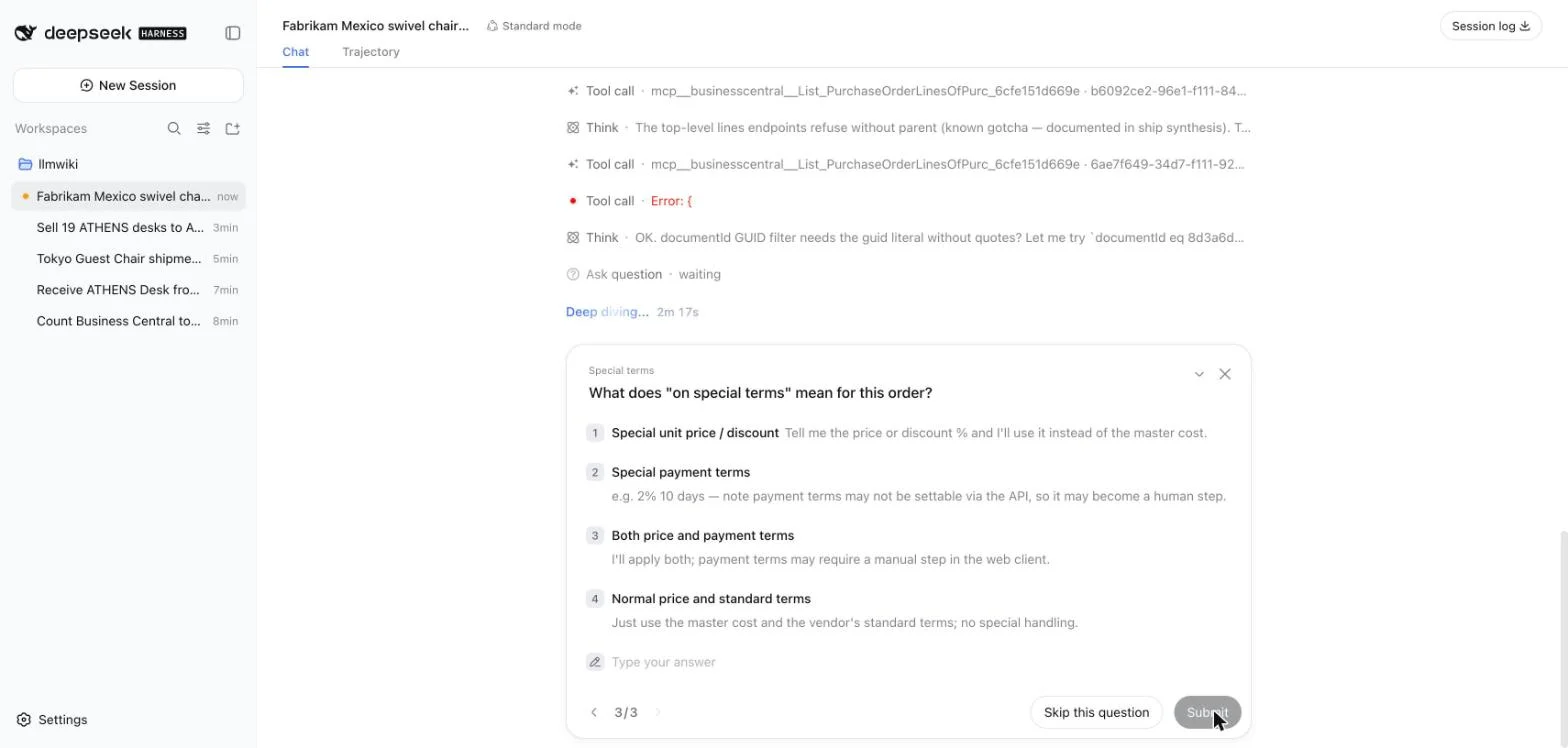 deepseek HARNESS
New Session
Workspaces
llmwiki
Fabrikam Mexico swivel cha... now
Sell 19 ATHENS desks to A... 3min
Tokyo Guest Chair shipme... 5min
Receive ATHENS Desk fro... 7min
Count Business Central to... 8min
Settings
Fabrikam Mexico swivel chair... Standard mode
Session log
Chat Trajectory
Tool call · mcp__businesscentral__List_PurchaseOrderLinesOfPurc_6cfe151d669e · b6092ce2-96e1-f111-84...
Think · The top-level lines endpoints refuse without parent (known gotcha — documented in ship synthesis). T...
Tool call · mcp__businesscentral__List_PurchaseOrderLinesOfPurc_6cfe151d669e · 6ae7f649-34d7-f111-92...
Tool call · Error: {
Think · OK. documentId GUID filter needs the guid literal without quotes? Let me try `documentId eq 8d3a6d...
Ask question · waiting
Deep diving... 2m 17s
Special terms
What does "on special terms" mean for this order?
1 Special unit price / discount Tell me the price or discount % and I'll use it instead of the master cost.
2 Special payment terms
e.g. 2% 10 days — note payment terms may not be settable via the API, so it may become a human step.
3 Both price and payment terms
I'll apply both; payment terms may require a manual step in the web client.
4 Normal price and standard terms
Just use the master cost and the vendor's standard terms; no special handling.
Type your answer
3/3
Skip this question
Submit